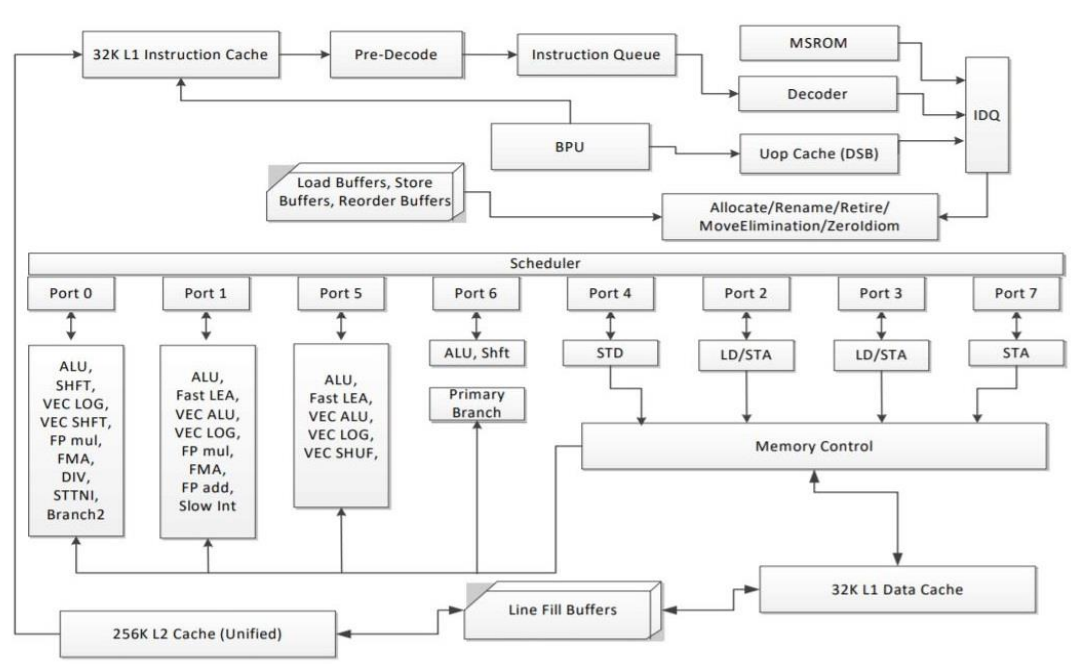 32K L1 Instruction Cache
Pre-Decode
Instruction Queue
MSROM
Decoder
IDQ
BPU
Uop Cache (DSB)
Load Buffers, Store
Buffers, Reorder Buffers
Allocate/Rename/Retire/
MoveElimination/ZeroIdiom
Scheduler
Port 0
Port 1
Port 5
Port 6
Port 4
Port 2
Port 3
Port 7
ALU,
SHFT,
VEC LOG,
VEC SHFT,
FP mul,
FMA,
DIV,
STTNI,
Branch2
ALU,
Fast LEA,
VEC ALU,
VEC LOG,
FP mul,
FMA,
FP add,
Slow Int
ALU,
Fast LEA,
VEC ALU,
VEC LOG,
VEC SHUF,
ALU, Shft
Primary
Branch
STD
LD/STA
LD/STA
STA
Memory Control
32K L1 Data Cache
Line Fill Buffers
256K L2 Cache (Unified)